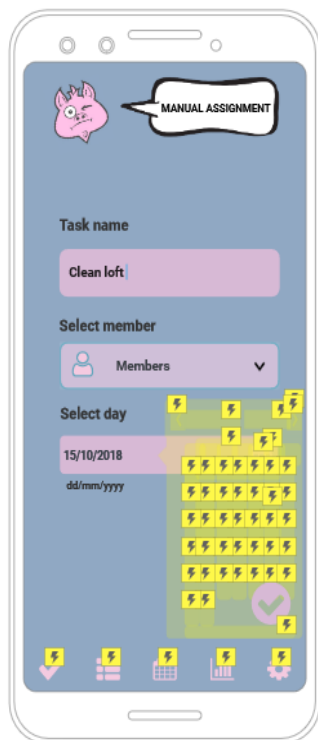 MANUAL ASSIGNMENT
Task name
Clean loft
Select member
Members
Select day
15/10/2018
dd/mm/yyyy